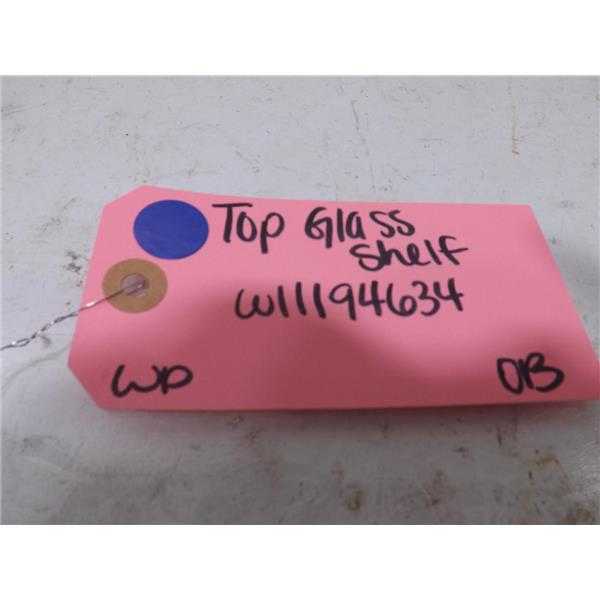 Top Glass
Shelf
W11194634
WP
OB